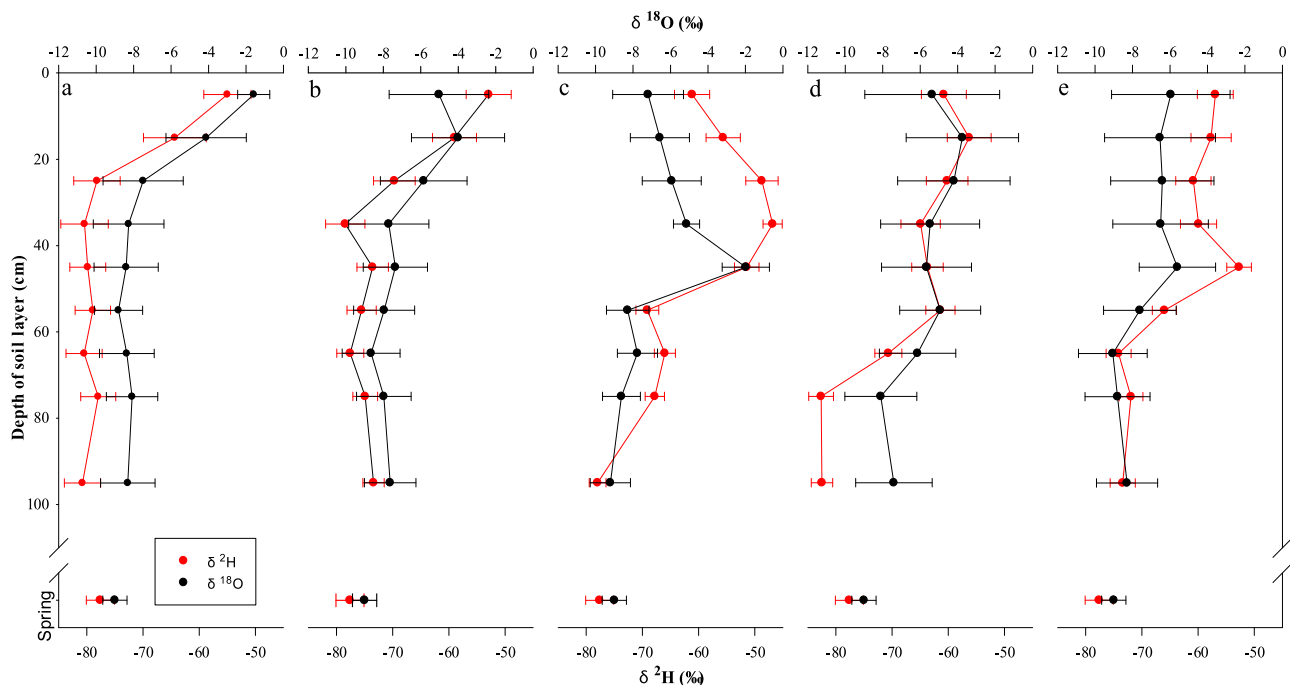 δ 18O (‰)
-12 -10 -8 -6 -4 -2 0 -12 -10 -8 -6 -4 -2 0 -12 -10 -8 -6 -4 -2 0 -12 -10 -8 -6 -4 -2 0 -12 -10 -8 -6 -4 -2 0
0
a b c d e
20
40
Depth of soil layer (cm)
60
80
100
δ 2H
δ 18O
Spring
-80 -70 -60 -50 -80 -70 -60 -50 -80 -70 -60 -50 -80 -70 -60 -50 -80 -70 -60 -50
δ 2H (‰)